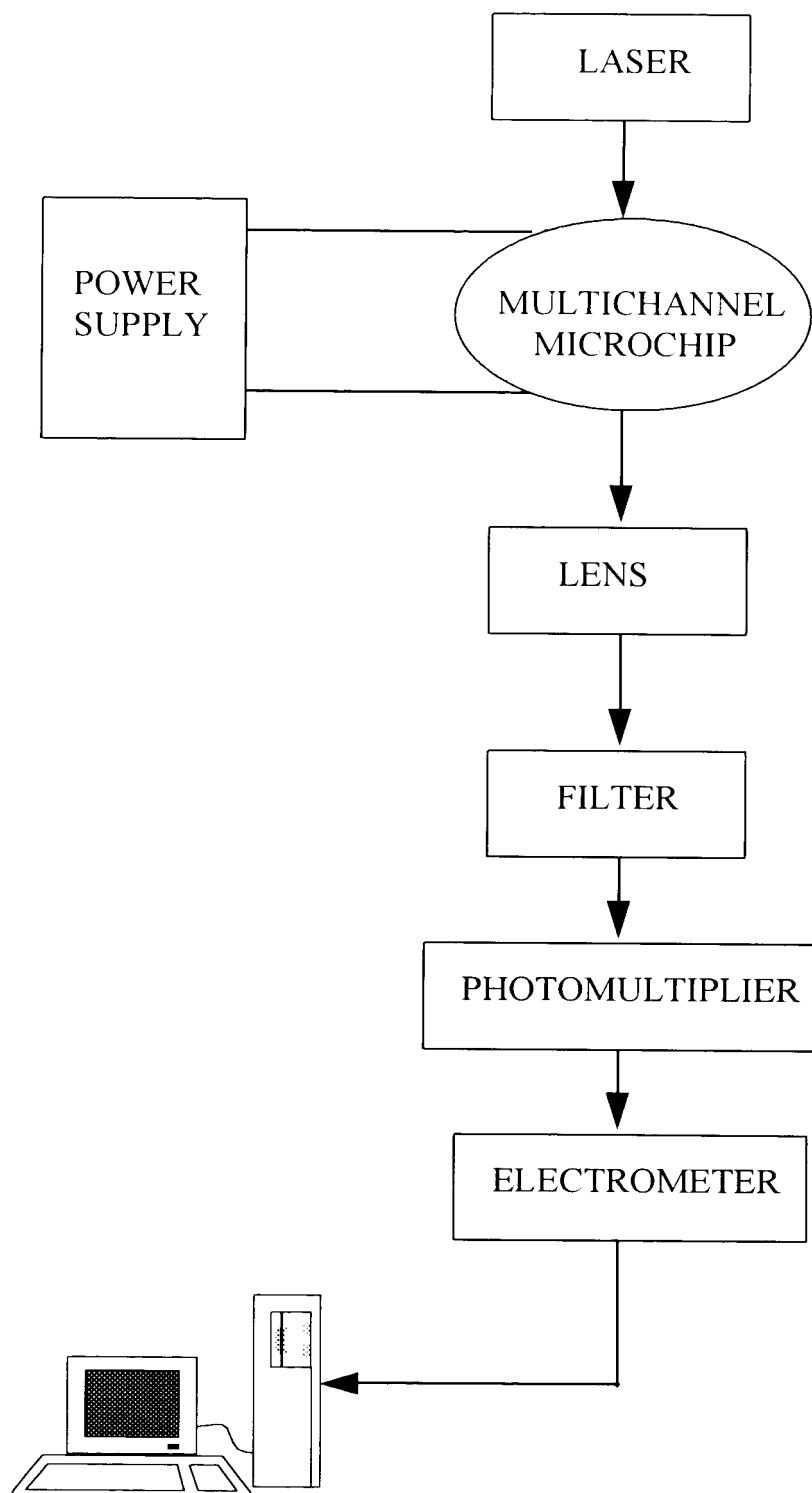 LASER
POWER
SUPPLY
MULTICHANNEL
MICROCHIP
LENS
FILTER
PHOTOMULTIPLIER
ELECTROMETER